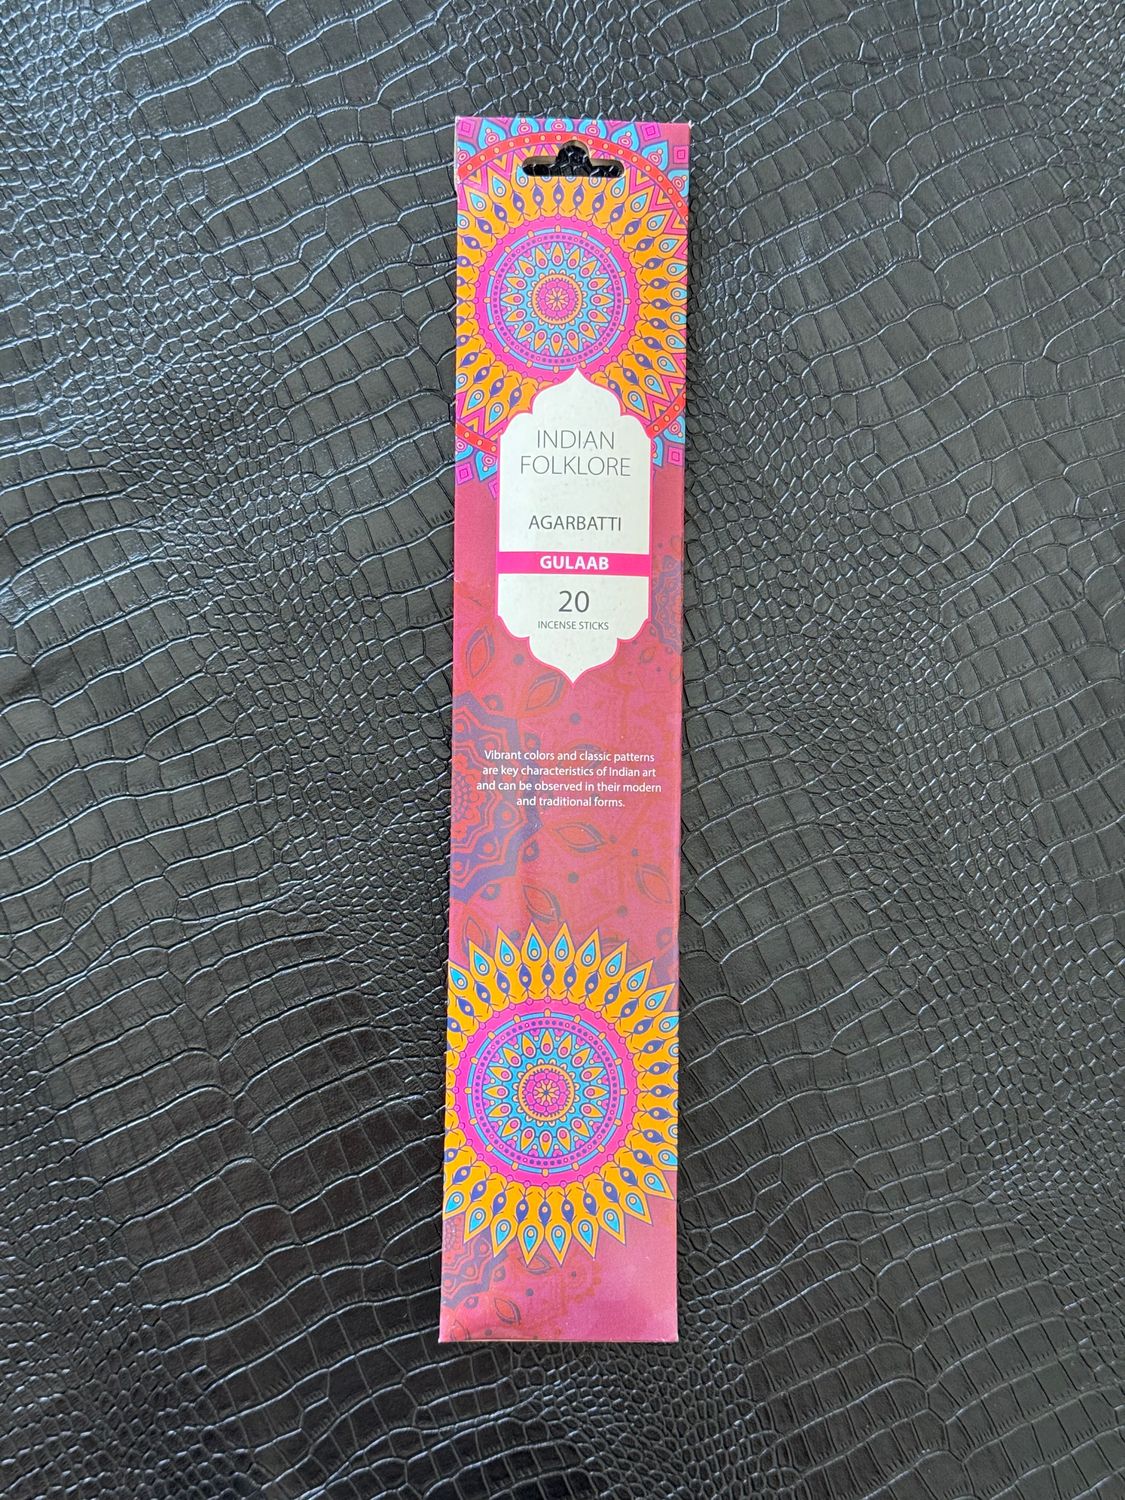 INDIAN
FOLKLORE
AGARBATTI
GULAAB
20
INCENSE STICKS
Vibrant colors and classic patterns
are key characteristics of Indian art
and can be observed in their modern
and traditional forms.